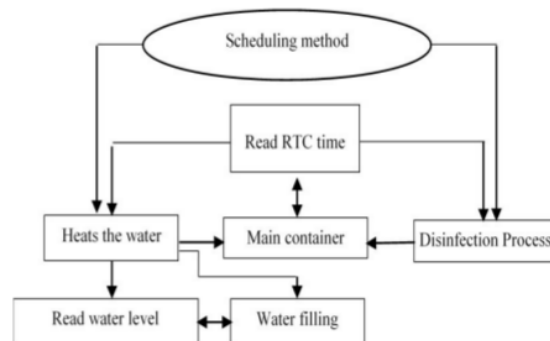 Scheduling method
Read RTC time
Heats the water
Main container
Disinfection Process
Read water level
Water filling